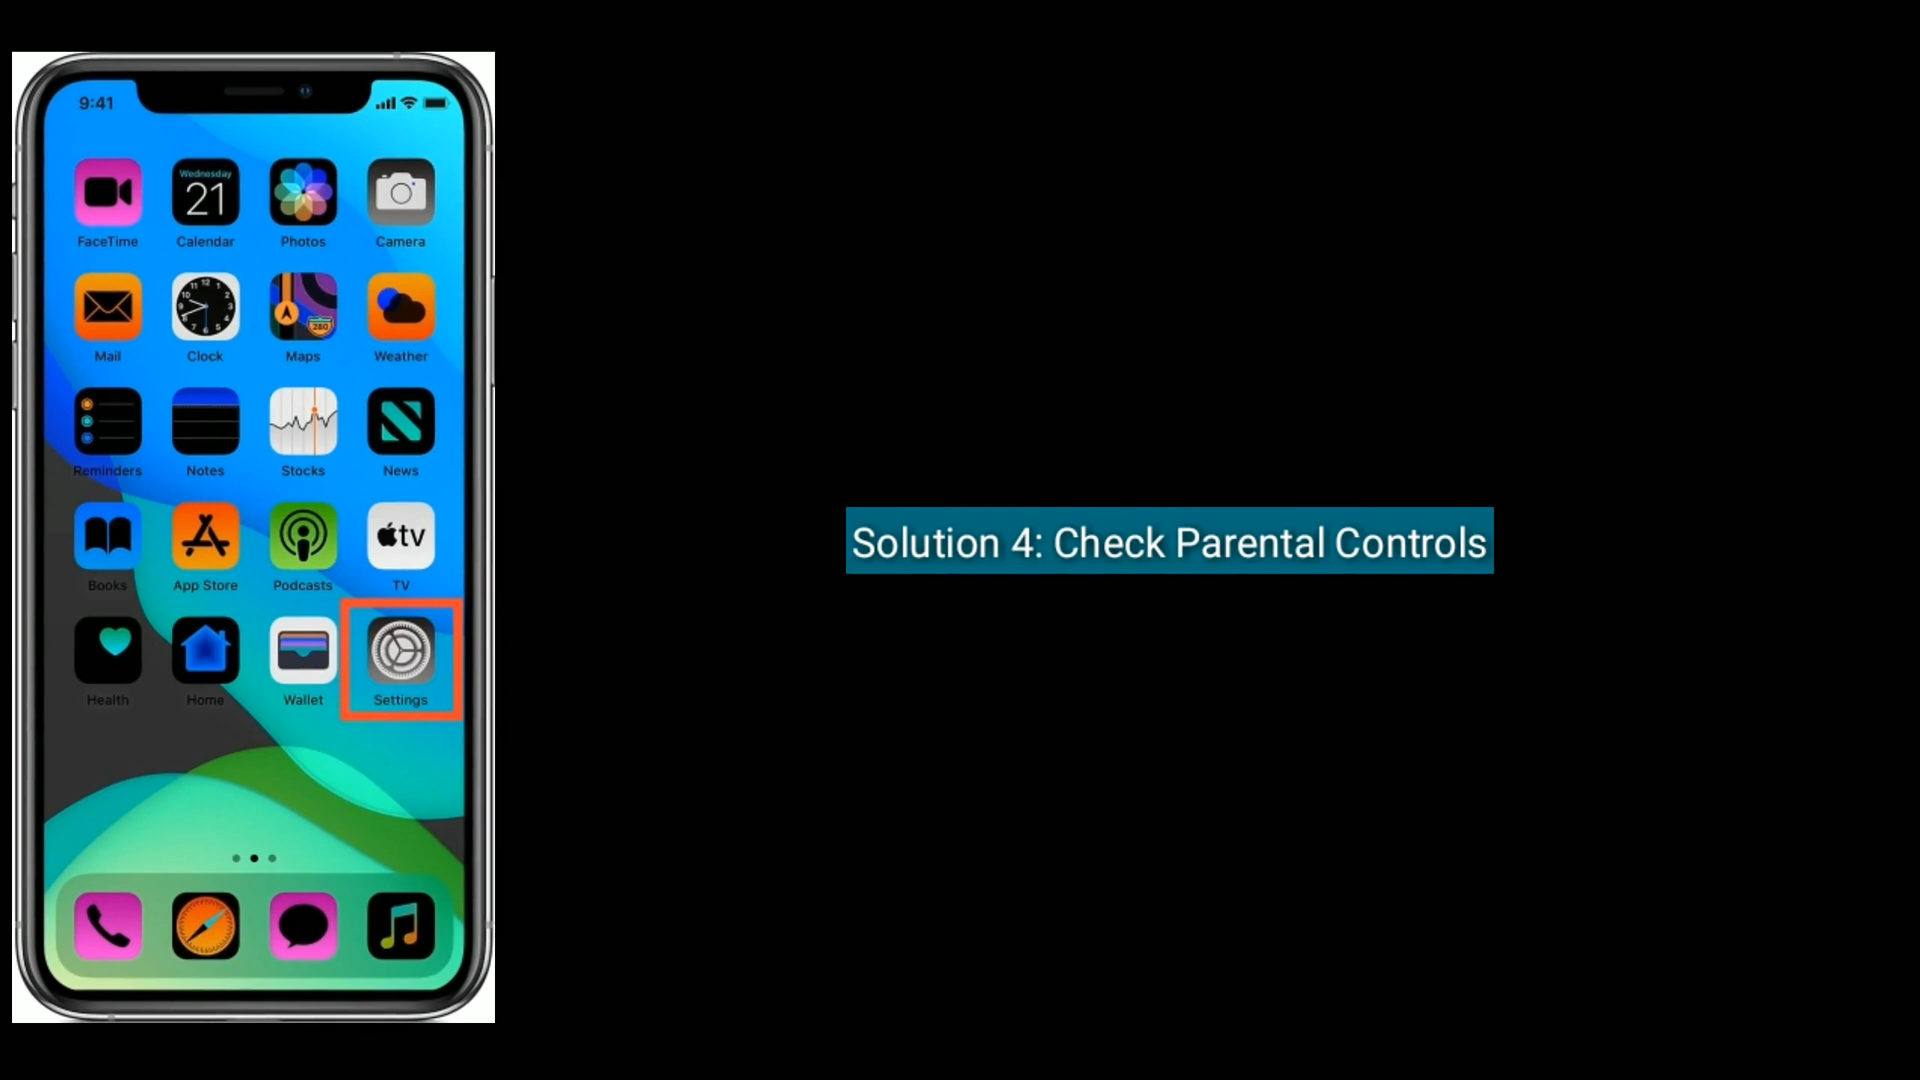 9:41
Wednesday
21
FaceTime Calendar Photos Camera
280
Mail Clock Maps Weather
Reminders Notes Stocks News
tv
Books App Store Podcasts TV
Health Home Wallet Settings
Solution 4: Check Parental Controls